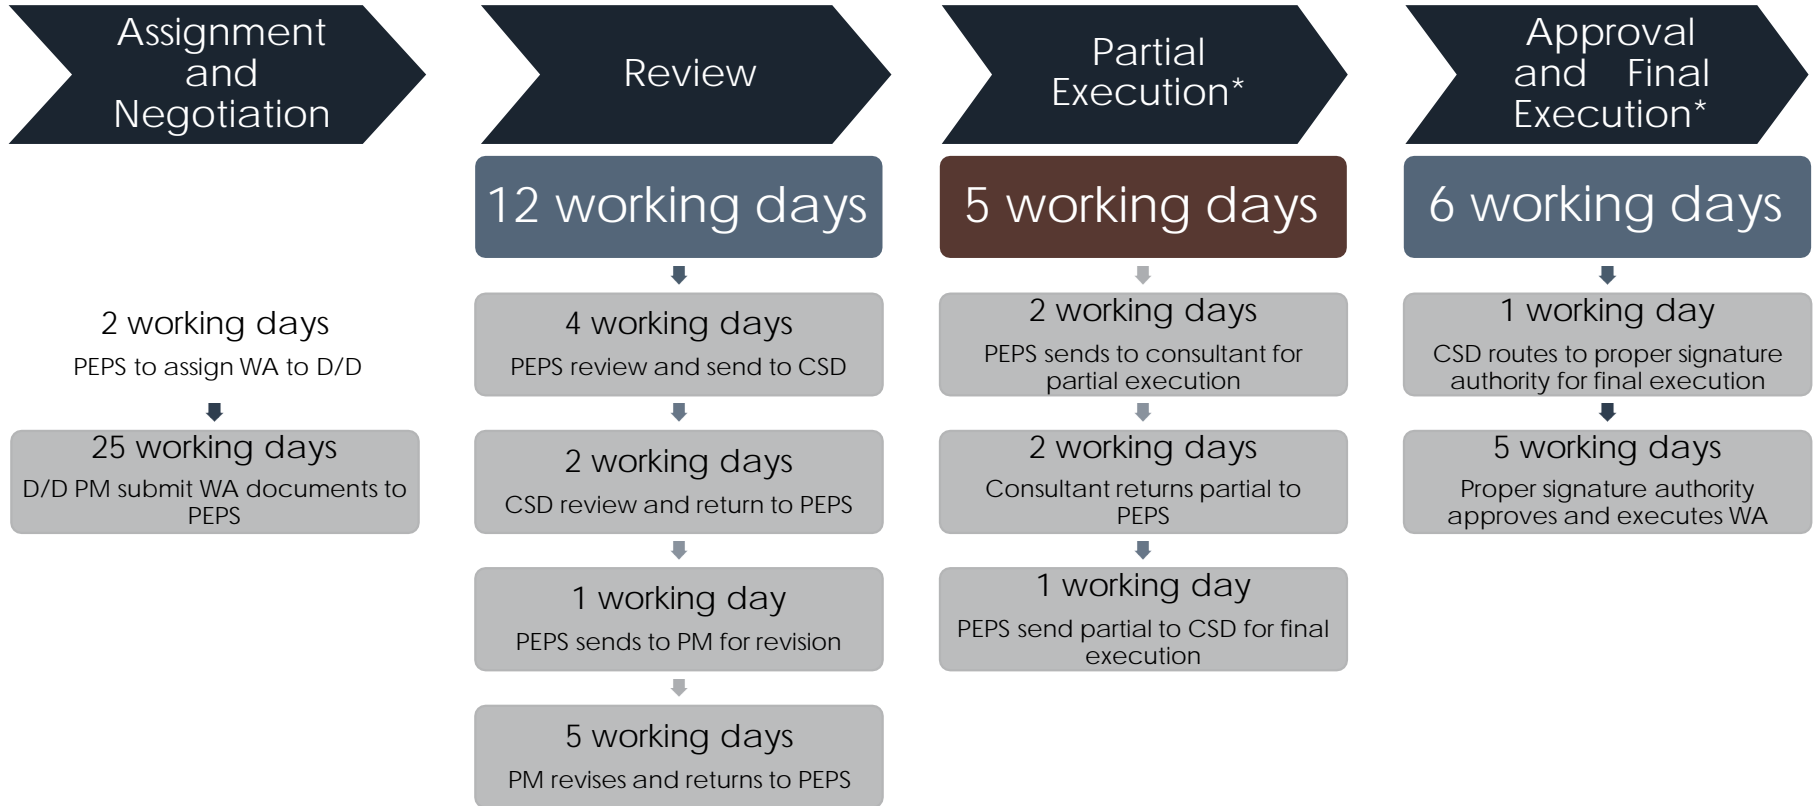 Assignment
and
Negotiation
2 working days
PEPS to assign WA to D/D
25 working days
D/D PM submit WA documents to
PEPS
Review
12 working days
4 working days
PEPS review and send to CSD
2 working days
CSD review and return to PEPS
1 working day
PEPS sends to PM for revision
5 working days
PM revises and returns to PEPS
Partial
Execution*
5 working days
2 working days
PEPS sends to consultant for
partial execution
2 working days
Consultant returns partial to
PEPS
1 working day
PEPS send partial to CSD for final
execution
Approval
and Final
Execution*
6 working days
1 working day
CSD routes to proper signature
authority for final execution
5 working days
Proper signature authority
approves and executes WA